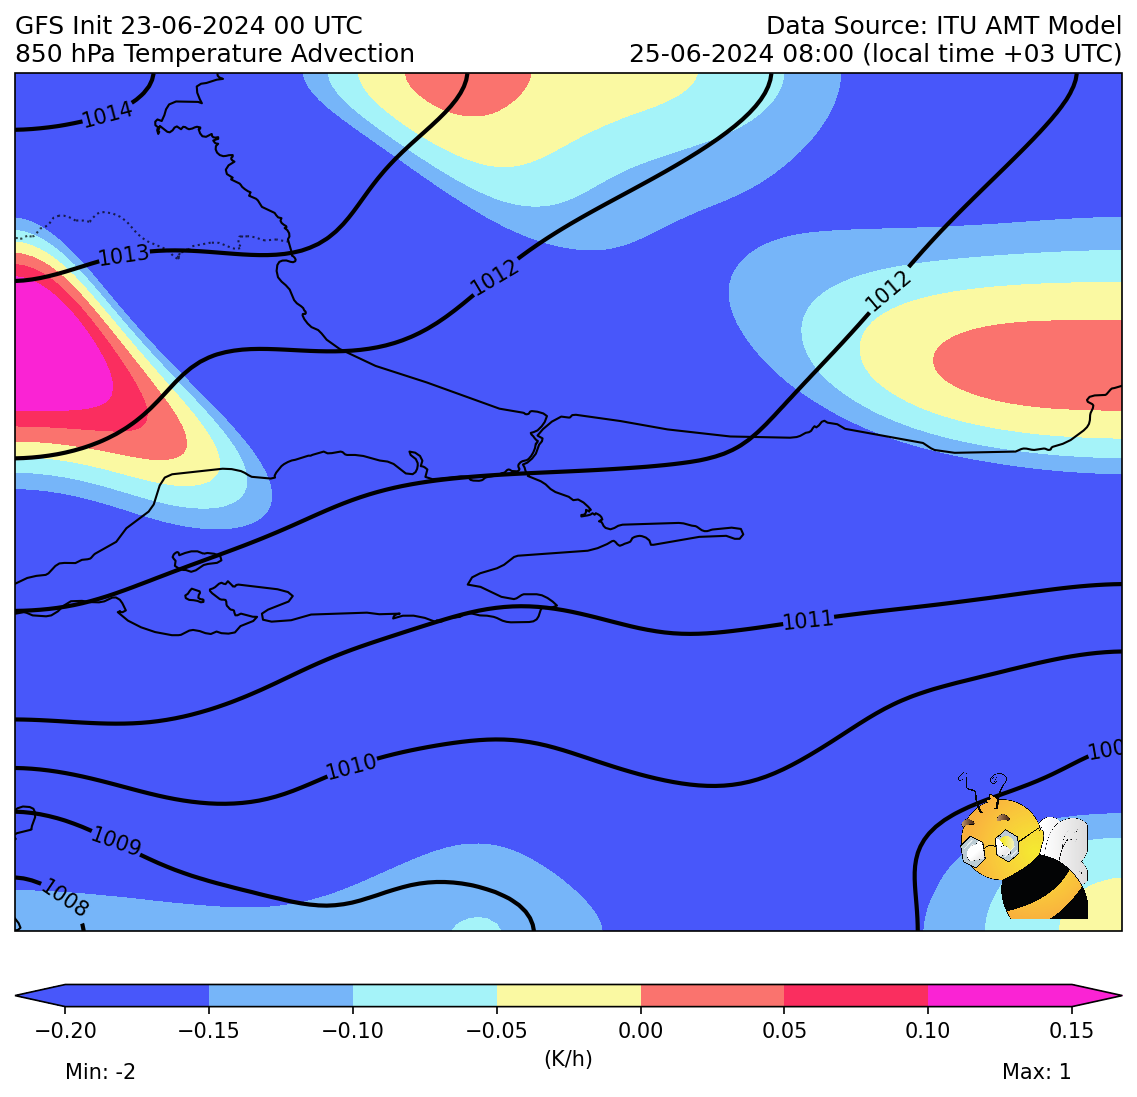 GFS Init 23-06-2024 00 UTC
Data Source: ITU AMT Model
850 hPa Temperature Advection
25-06-2024 08:00 (local time +03 UTC)
1014
1013
1012
1012
1011
1010
100
1009
1008
−0.20 −0.15 −0.10 −0.05 0.00 0.05 0.10 0.15
(K/h)
Min: -2
Max: 1